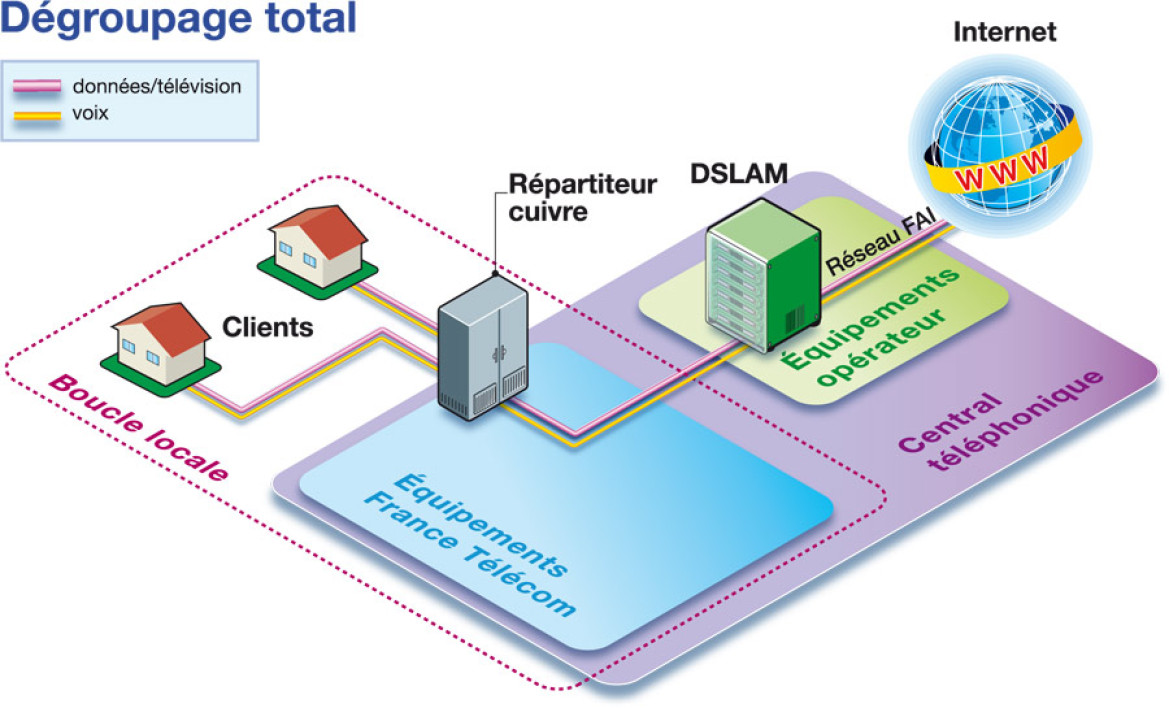 Dégroupage total
données/télévision
voix
Internet
WWW
Répartiteur
cuivre
DSLAM
Réseau FAI
Équipements
opérateur
Clients
Boucle locale
Central
téléphonique
Équipements
France Télécom